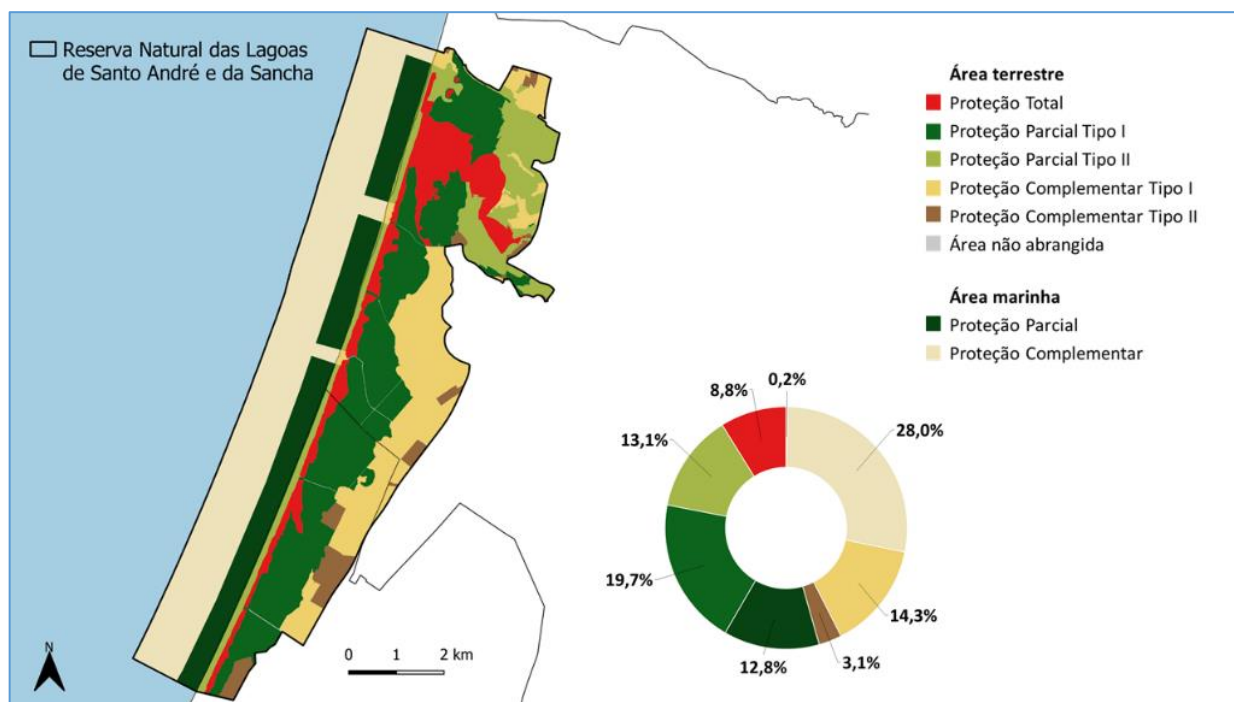 Reserva Natural das Lagoas
de Santo André e da Sancha
Área terrestre
Proteção Total
Proteção Parcial Tipo I
Proteção Parcial Tipo II
Proteção Complementar Tipo I
Proteção Complementar Tipo II
Área não abrangida
Área marinha
Proteção Parcial
Proteção Complementar
0,2%
8,8%
28,0%
13,1%
19,7%
14,3%
12,8%
3,1%
N
0 1 2 km